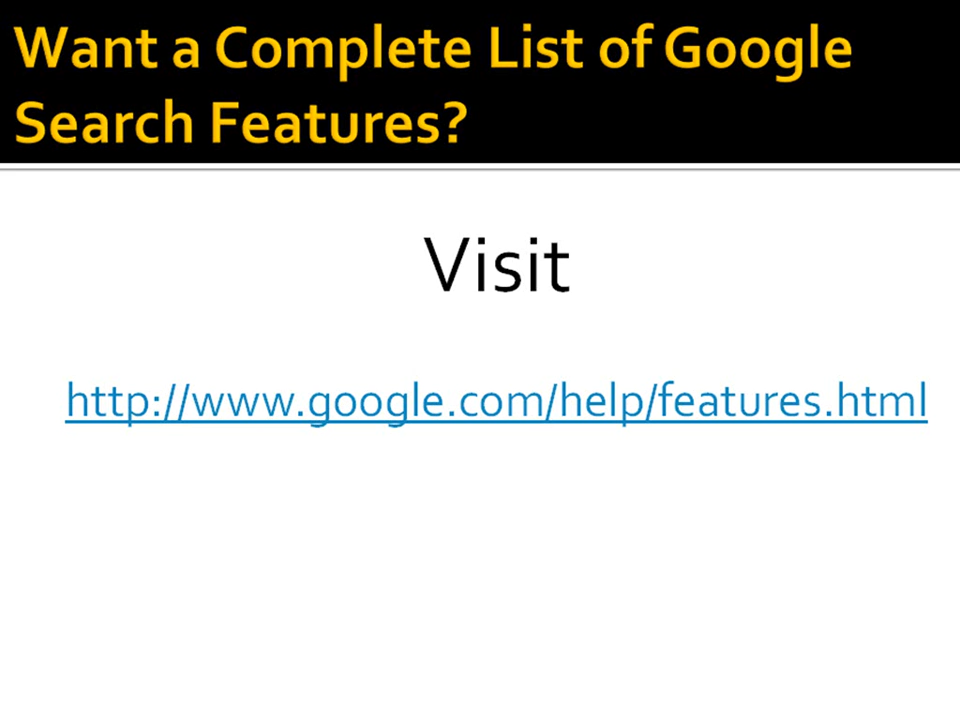 Want a Complete List of Google
Search Features?
Visit
http://www.google.com/help/features.html